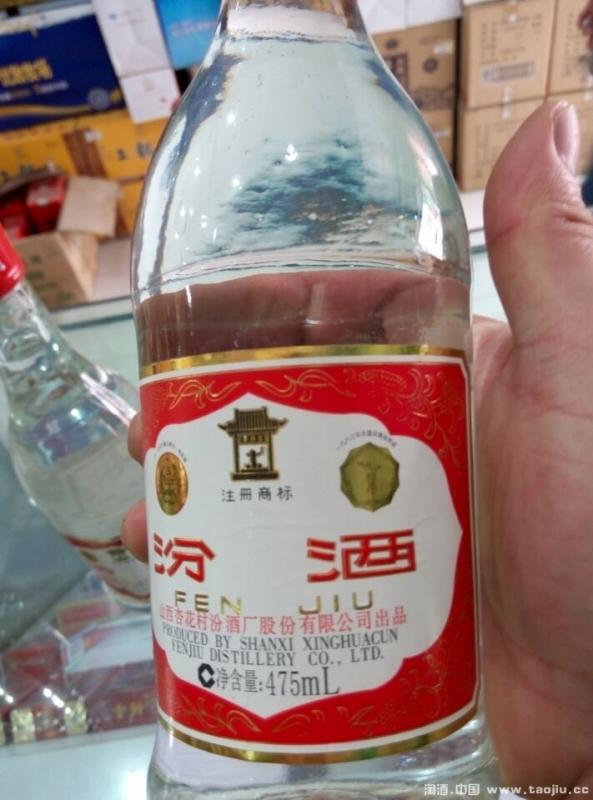 注册商标
汾酒
FEN JIU
山西杏花村汾酒厂股份有限公司出品
PRODUCED BY SHANXI XINGHUACUN
FENJIU DISTILLERY CO., LTD.
净含量:475mL
淘酒.中国 www.taojiu.cc